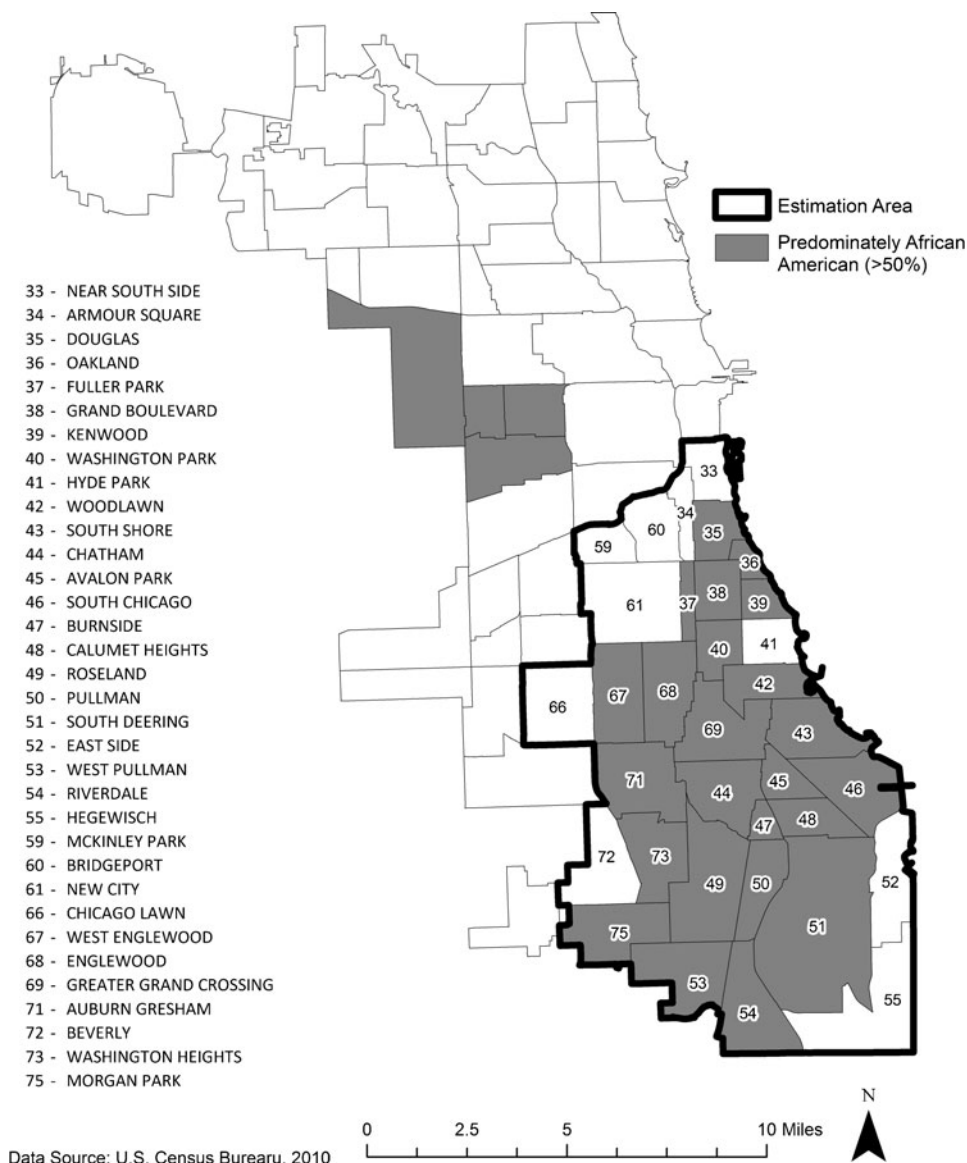 Estimation Area
Predominately African
American (>50%)
33 - NEAR SOUTH SIDE
34 - ARMOUR SQUARE
35 - DOUGLAS
36 - OAKLAND
37 - FULLER PARK
38 - GRAND BOULEVARD
39 - KENWOOD
40 - WASHINGTON PARK
41 - HYDE PARK
42 - WOODLAWN
43 - SOUTH SHORE
44 - CHATHAM
45 - AVALON PARK
46 - SOUTH CHICAGO
47 - BURNSIDE
48 - CALUMET HEIGHTS
49 - ROSELAND
50 - PULLMAN
51 - SOUTH DEERING
52 - EAST SIDE
53 - WEST PULLMAN
54 - RIVERDALE
55 - HEGEWISCH
59 - MCKINLEY PARK
60 - BRIDGEPORT
61 - NEW CITY
66 - CHICAGO LAWN
67 - WEST ENGLEWOOD
68 - ENGLEWOOD
69 - GREATER GRAND CROSSING
71 - AUBURN GRESHAM
72 - BEVERLY
73 - WASHINGTON HEIGHTS
75 - MORGAN PARK
33
34
35
60
59
36
61
37
38
39
40
41
42
67
68
66
69
43
71
44
45
46
47
48
72
73
49
50
52
51
75
53
54
55
N
0 2.5 5 10 Miles
Data Source: U.S. Census Burearu, 2010